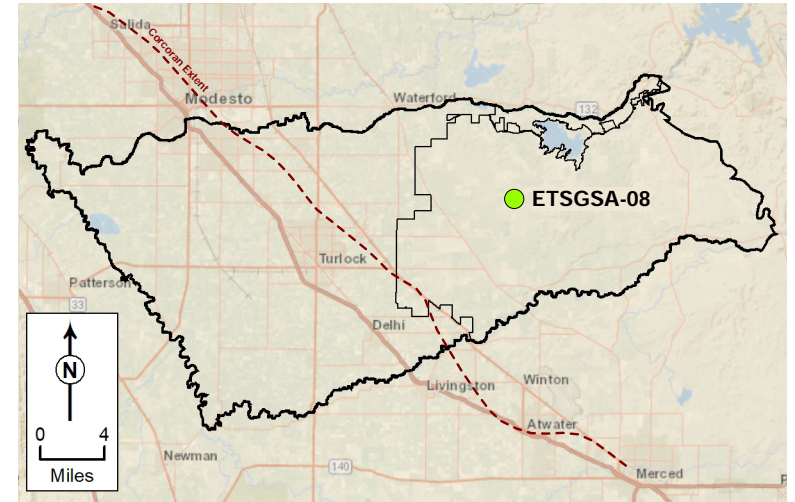 Salida
Corcoran Extent
Modesto
Waterford
132
ETSGSA-08
Turlock
Patterson
33
Delhi
Livingston
Winton
Atwater
Newman
140
Merced
N
0 4
Miles